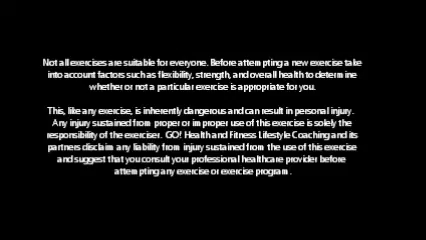 Not all exercises are suitable for everyone. Before attempting a new exercise take
into account factors such as flexibility, strength, and overall health to determine
whether or not a particular exercise is appropriate for you.
This, like any exercise, is inherently dangerous and can result in personal injury.
Any injury sustained from proper or improper use of this exercise is solely the
responsibility of the exerciser. GO! Health and Fitness Lifestyle Coaching and its
partners disclaim any liability from injury sustained from the use of this exercise
and suggest that you consult your professional healthcare provider before
attempting any exercise or exercise program.